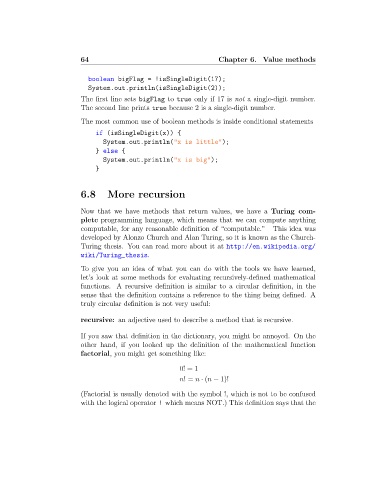 64 Chapter 6. Value methods
boolean bigFlag = !isSingleDigit(17);
System.out.println(isSingleDigit(2));
The first line sets bigFlag to true only if 17 is not a single-digit number.
The second line prints true because 2 is a single-digit number.
The most common use of boolean methods is inside conditional statements
if (isSingleDigit(x)) {
System.out.println("x is little");
} else {
System.out.println("x is big");
}
6.8 More recursion
Now that we have methods that return values, we have a Turing com-
plete programming language, which means that we can compute anything
computable, for any reasonable definition of “computable.” This idea was
developed by Alonzo Church and Alan Turing, so it is known as the Church-
Turing thesis. You can read more about it at http://en.wikipedia.org/
wiki/Turing_thesis.
To give you an idea of what you can do with the tools we have learned,
let's look at some methods for evaluating recursively-defined mathematical
functions. A recursive definition is similar to a circular definition, in the
sense that the definition contains a reference to the thing being defined. A
truly circular definition is not very useful:
recursive: an adjective used to describe a method that is recursive.
If you saw that definition in the dictionary, you might be annoyed. On the
other hand, if you looked up the definition of the mathematical function
factorial, you might get something like:
0! = 1
n! = n · (n − 1)!
(Factorial is usually denoted with the symbol !, which is not to be confused
with the logical operator ! which means NOT.) This definition says that the